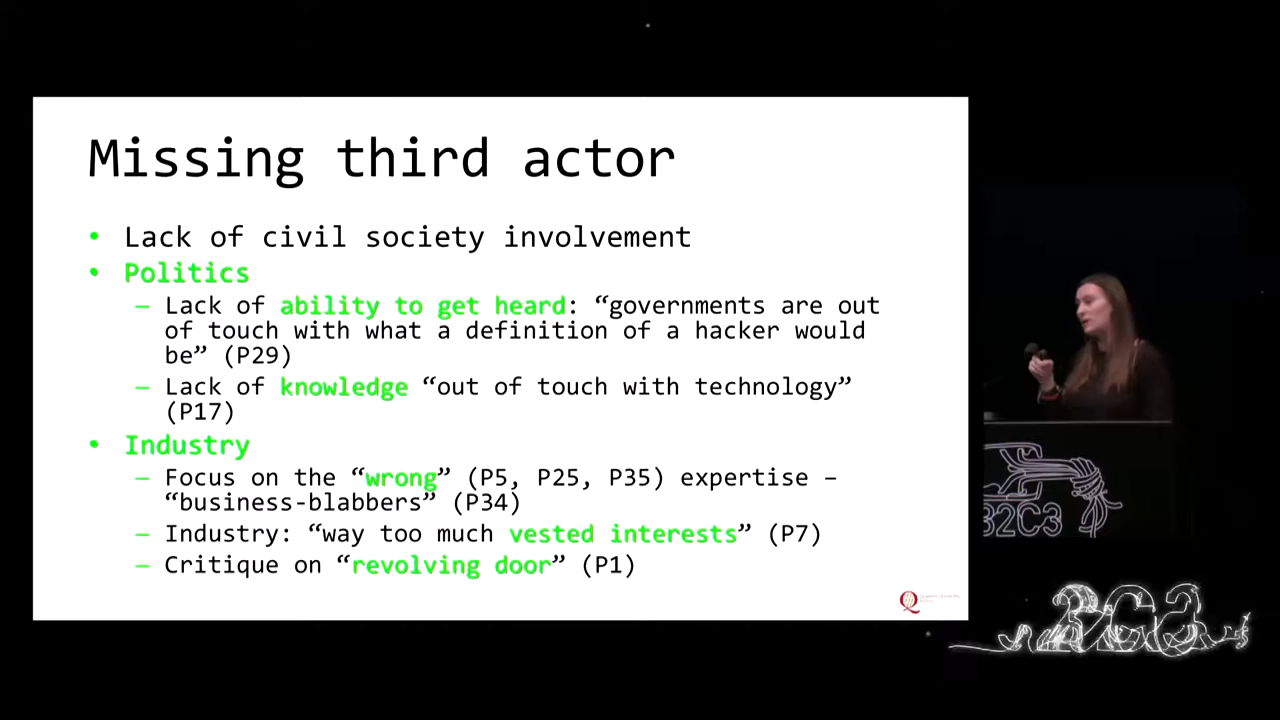 Missing third actor
• Lack of civil society involvement
• Politics
– Lack of ability to get heard: “governments are out
of touch with what a definition of a hacker would
be” (P29)
– Lack of knowledge “out of touch with technology”
(P17)
• Industry
– Focus on the “wrong” (P5, P25, P35) expertise –
“business-blabbers” (P34)
– Industry: “way too much vested interests” (P7)
– Critique on “revolving door” (P1)
Q
32C3
32C3